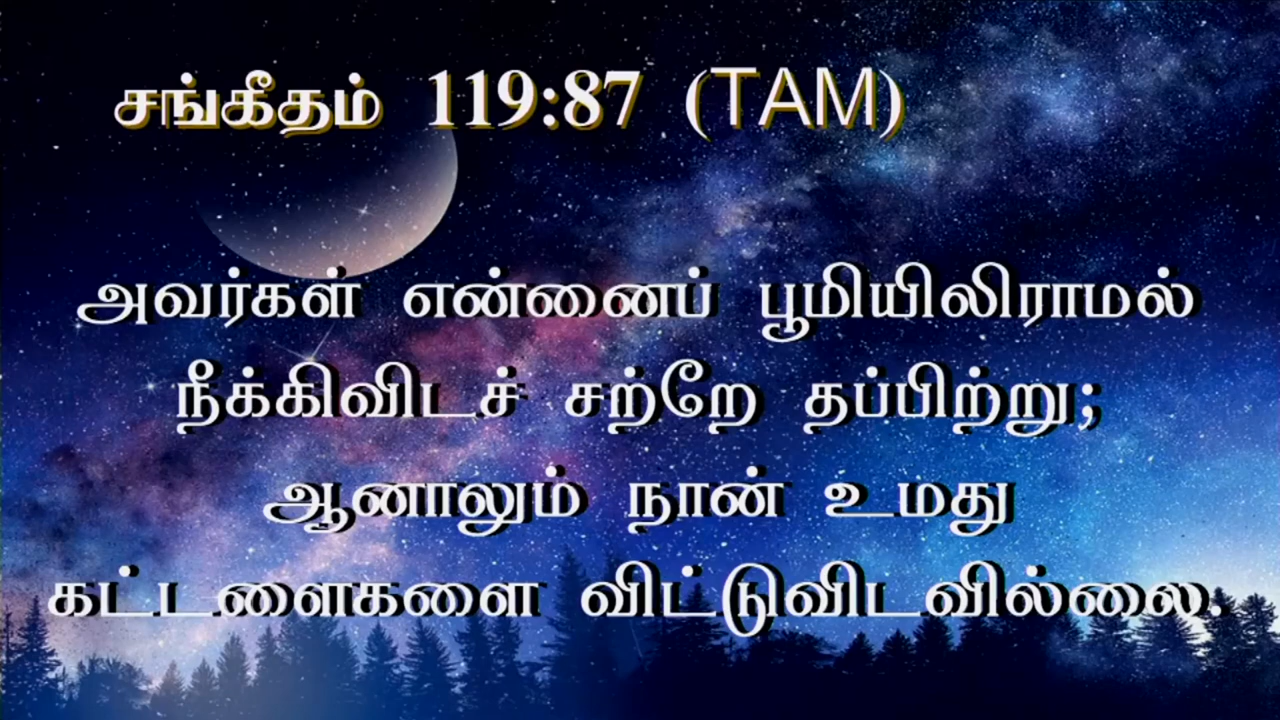 சங்கீதம் 119:87 (TAM)
அவர்கள் என்னைப் பூமியிலிராமல்
நீக்கிவிடச் சற்றே தப்பிற்று;
ஆனாலும் நான் உமது
கட்டளைகளை விட்டுவிடவில்லை.